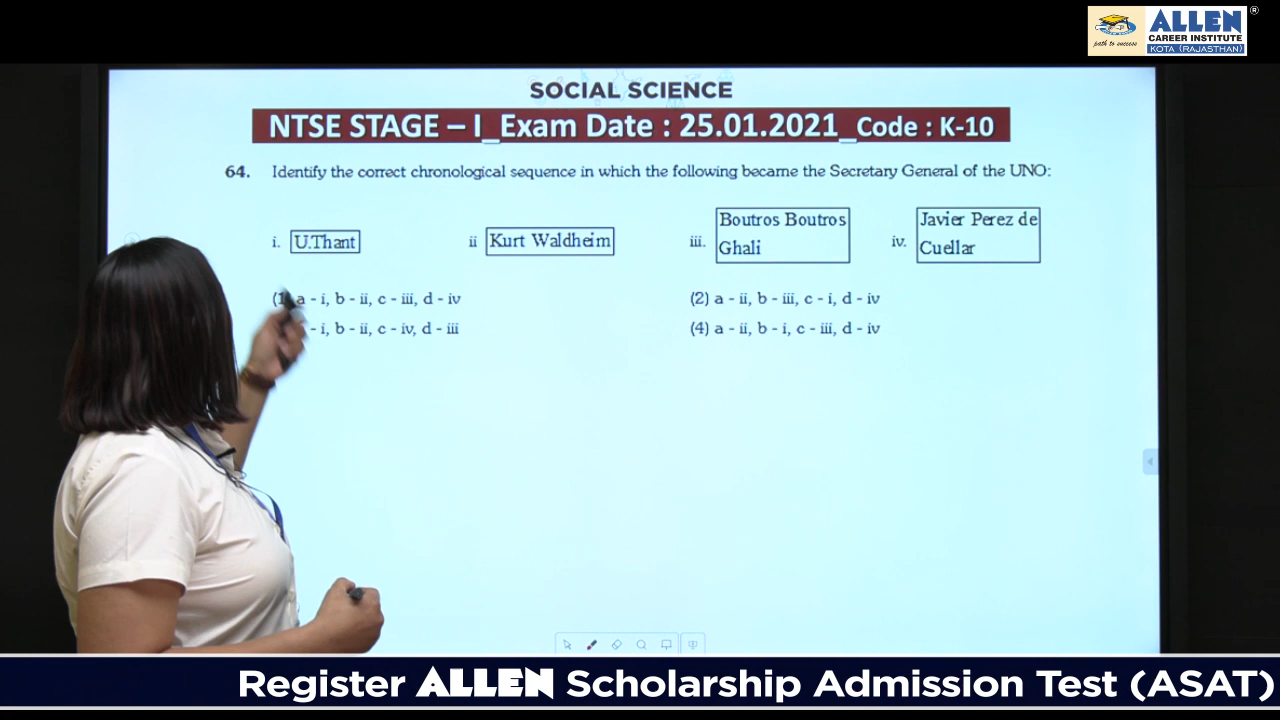 ALLEN
®
CAREER INSTITUTE
path to success
KOTA (RAJASTHAN)
SOCIAL SCIENCE
NTSE STAGE – I_Exam Date : 25.01.2021_Code : K-10
64. Identify the correct chronological sequence in which the following became the Secretary General of the UNO:
i. U.Thant ii Kurt Waldheim iii. Boutros Boutros Ghali iv. Javier Perez de Cuellar
(1) a - i, b - ii, c - iii, d - iv (2) a - ii, b - iii, c - i, d - iv
- i, b - ii, c - iv, d - iii (4) a - ii, b - i, c - iii, d - iv
Register ALLEN Scholarship Admission Test (ASAT)